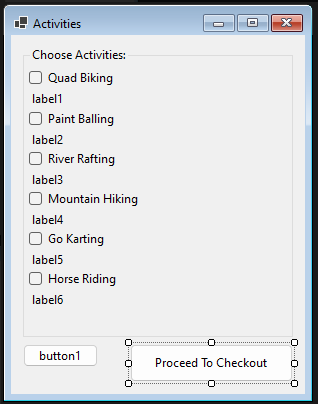 Activities
Choose Activities:
Quad Biking
label1
Paint Balling
label2
River Rafting
label3
Mountain Hiking
label4
Go Karting
label5
Horse Riding
label6
button1
Proceed To Checkout